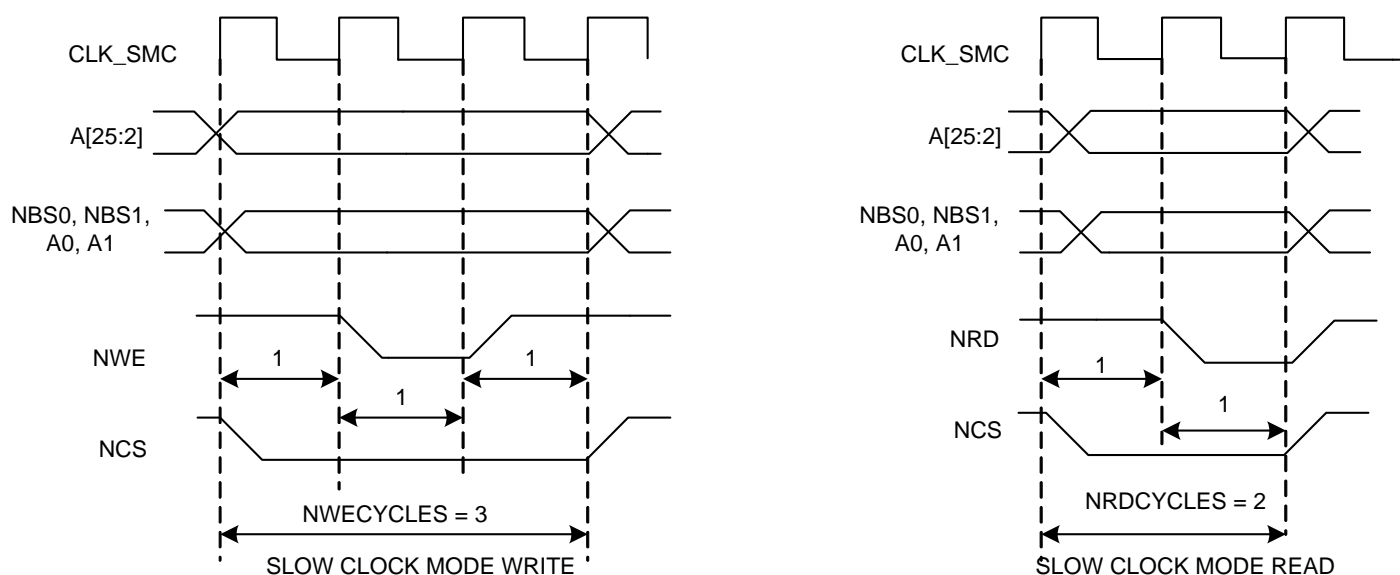 CLK_SMC
A[25:2]
NBS0, NBS1,
A0, A1
NWE
1
1
1
NCS
NWECYCLES = 3
SLOW CLOCK MODE WRITE
CLK_SMC
A[25:2]
NBS0, NBS1,
A0, A1
NRD
1
1
NCS
NRDCYCLES = 2
SLOW CLOCK MODE READ